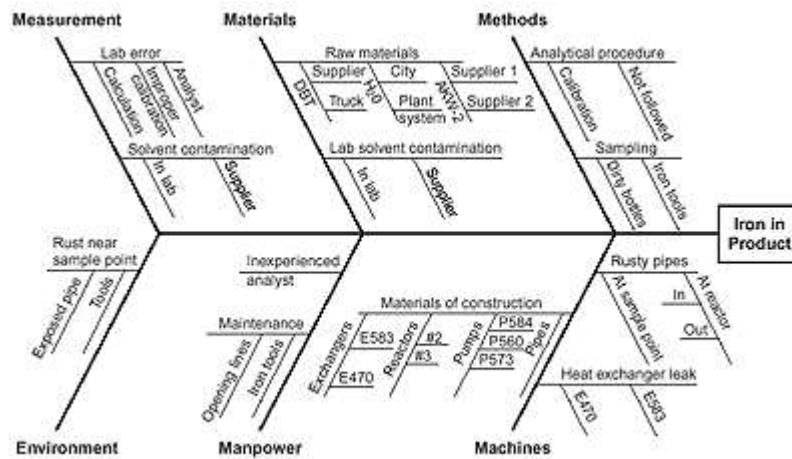 Measurement
Materials
Methods
Lab error
Calculation
Improper
calibration
Analyst
Solvent contamination
In lab
Supplier
Raw materials
DBT
Supplier
Truck
H20
City
Plant
system
AKW-2
Supplier 1
Supplier 2
Lab solvent contamination
In lab
Supplier
Analytical procedure
Calibration
Not followed
Sampling
Dirty bottles
Iron tools
Iron in
Product
Rust near
sample point
Exposed pipe
Tools
Inexperienced
analyst
Maintenance
Opening lines
Iron tools
Materials of construction
Exchangers
E583
E470
Reactors
#2
#3
Pumps
P584
P560
P573
Pipes
Rusty pipes
At sample point
At reactor
In
Out
Heat exchanger leak
E470
E583
Environment
Manpower
Machines